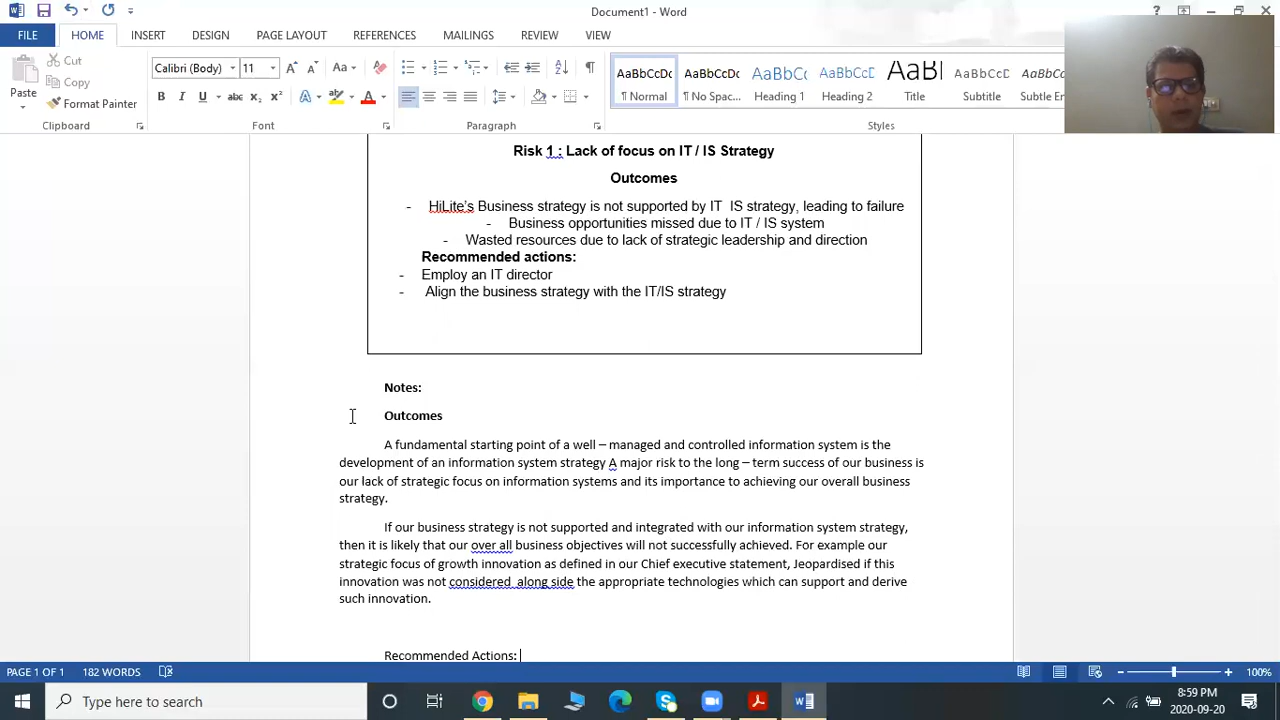 Document1 - Word
FILE HOME INSERT DESIGN PAGE LAYOUT REFERENCES MAILINGS REVIEW VIEW
Cut
Copy
Format Painter
Paste
Calibri (Body) 11
AaBbCcDc AaBbCcDc AaBbCc AaBbCcD AaBl AaBbCcD AaBbCcDc
¶ Normal ¶ No Spac... Heading 1 Heading 2 Title Subtitle Subtle Em
Clipboard Font Paragraph Styles
Risk 1 : Lack of focus on IT / IS Strategy
Outcomes
- HiLite's Business strategy is not supported by IT IS strategy, leading to failure
- Business opportunities missed due to IT / IS system
- Wasted resources due to lack of strategic leadership and direction
Recommended actions:
- Employ an IT director
- Align the business strategy with the IT/IS strategy
Notes:
Outcomes
A fundamental starting point of a well – managed and controlled information system is the
development of an information system strategy A major risk to the long – term success of our business is
our lack of strategic focus on information systems and its importance to achieving our overall business
strategy.
If our business strategy is not supported and integrated with our information system strategy,
then it is likely that our over all business objectives will not successfully achieved. For example our
strategic focus of growth innovation as defined in our Chief executive statement, Jeopardised if this
innovation was not considered along side the appropriate technologies which can support and derive
such innovation.
Recommended Actions:
PAGE 1 OF 1 182 WORDS 100%
Type here to search
8:59 PM
2020-09-20